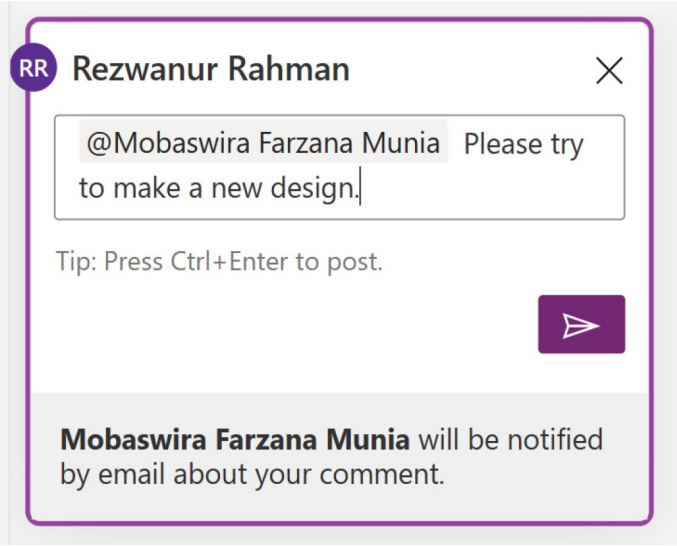 RR Rezwanur Rahman
@Mobaswira Farzana Munia Please try
to make a new design.
Tip: Press Ctrl+Enter to post.
Mobaswira Farzana Munia will be notified
by email about your comment.